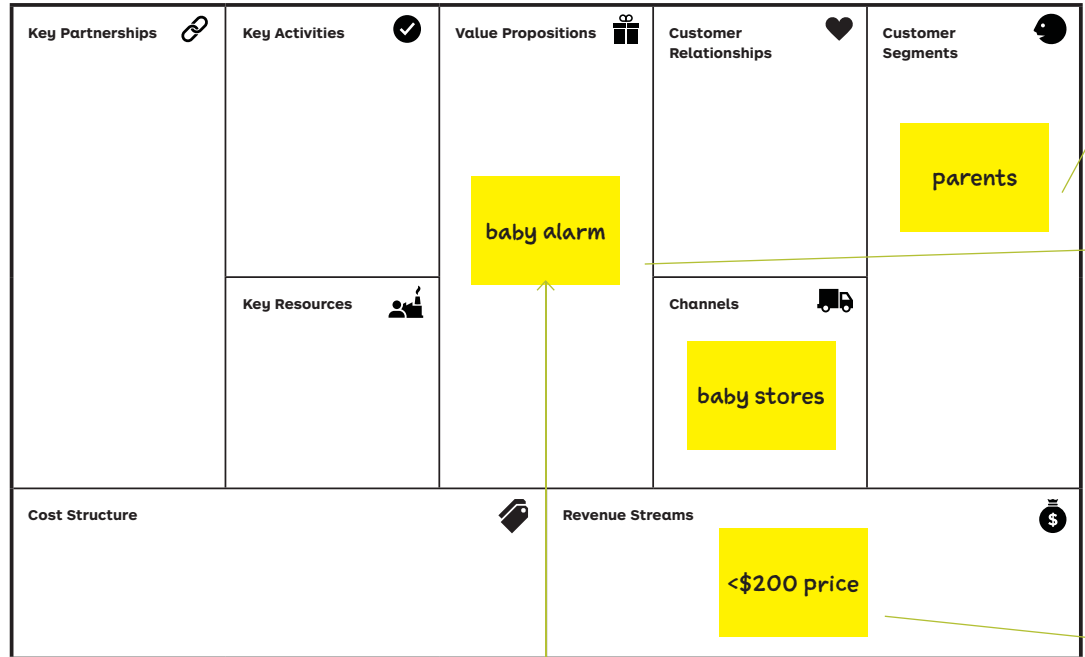 Key Partnerships
Key Activities
Value Propositions
Customer
Relationships
Customer
Segments
parents
baby alarm
Key Resources
Channels
baby stores
Cost Structure
Revenue Streams
$
<$200 price